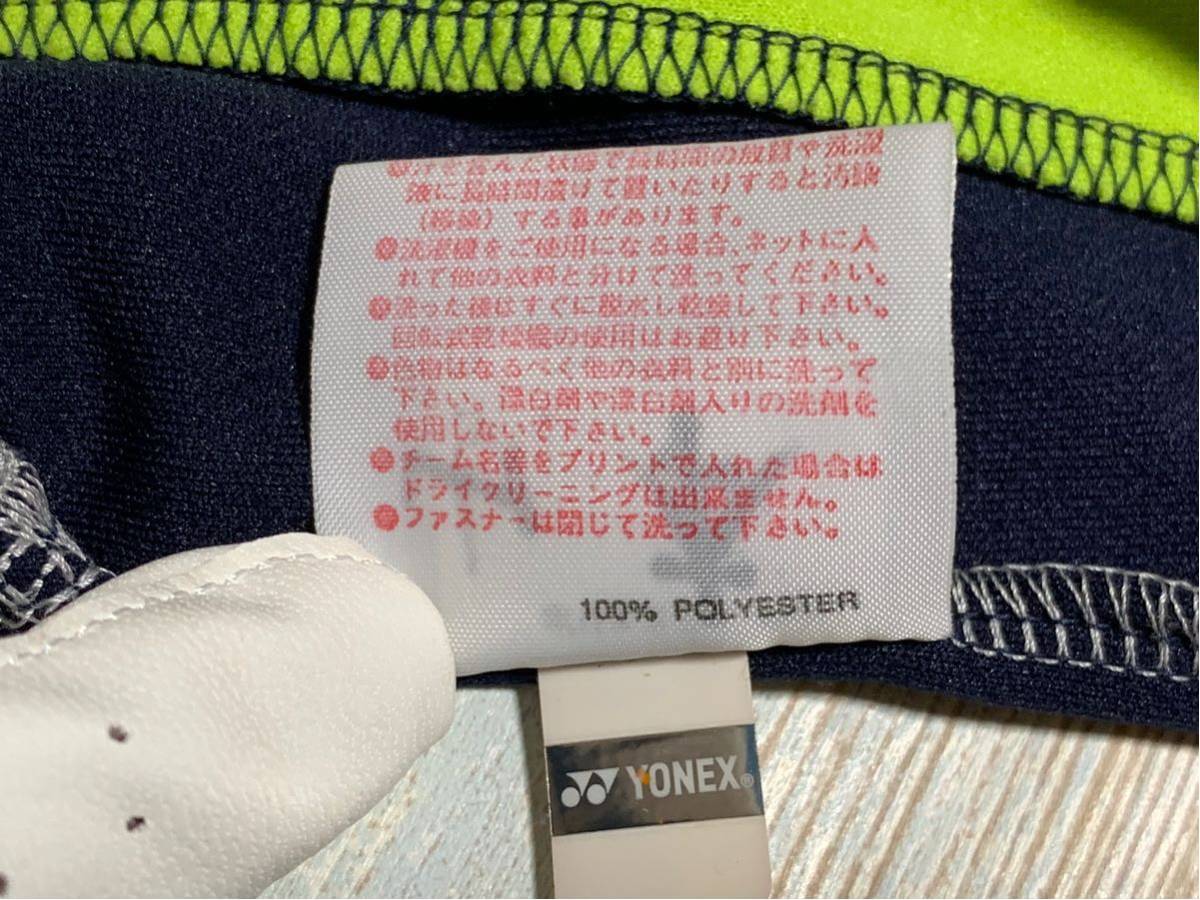 ●汗を含んだ状態で長時間の放置や洗濯
液に長時間漬けて置いたりすると汚染
(移染)する事があります。
●洗濯機をご使用になる場合、ネットに入
れて他の衣料と分けて洗ってください。
●洗った後はすぐに脱水し乾燥して下さい。
回転式乾燥機の使用はお避け下さい。
●色物はなるべく他の衣料と別に洗って
下さい。漂白剤や漂白剤入りの洗剤を
使用しないで下さい。
●チーム名等をプリントで入れた場合は
ドライクリーニングは出来ません。
●ファスナーは閉じて洗って下さい。
100% POLYESTER
YONEX®